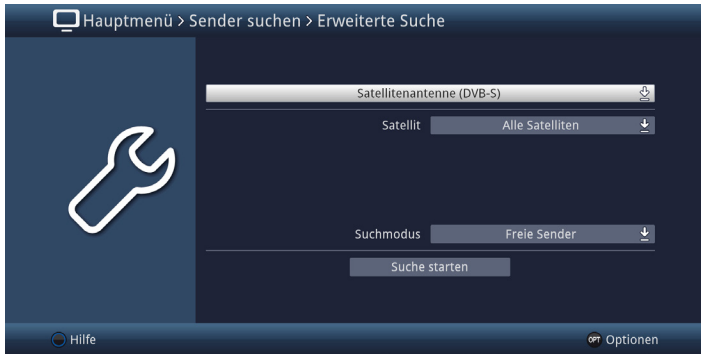 Hauptmenü > Sender suchen > Erweiterte Suche
Satellitenantenne (DVB-S)
Satellit Alle Satelliten
Suchmodus Freie Sender
Suche starten
Hilfe OPT Optionen